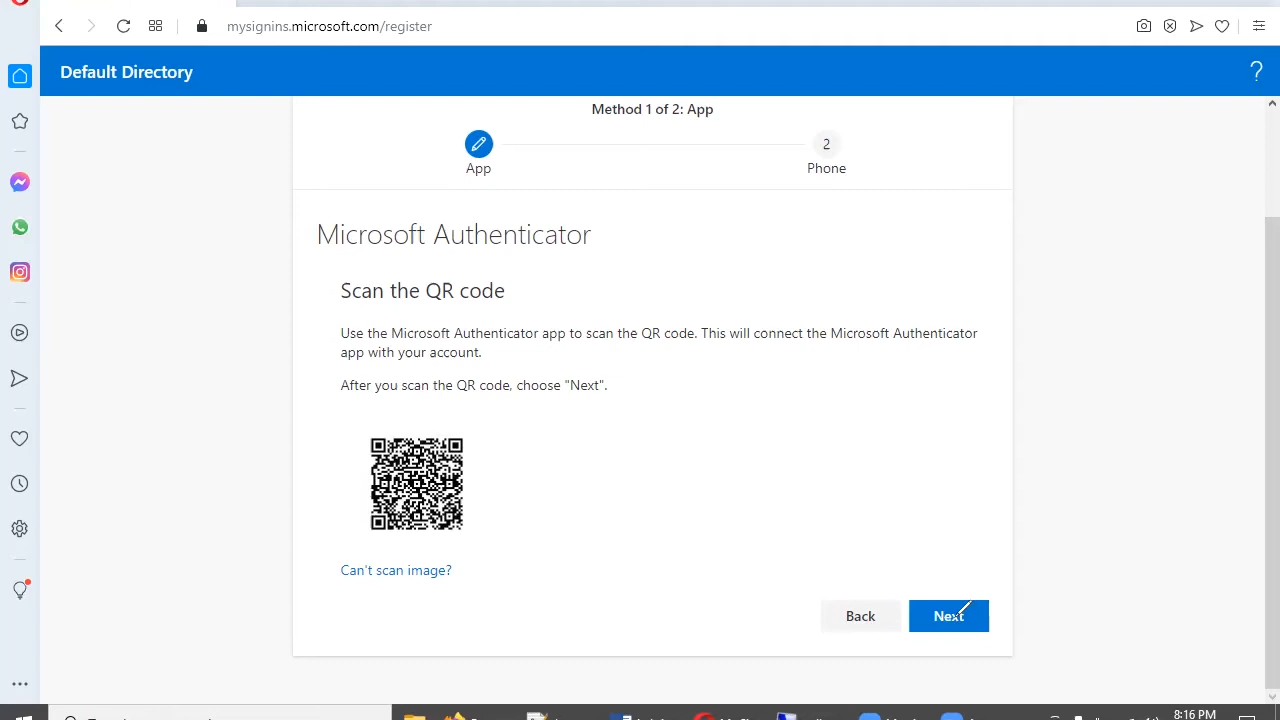 mysignins.microsoft.com/register
Default Directory
?
Method 1 of 2: App
2
App
Phone
Microsoft Authenticator
Scan the QR code
Use the Microsoft Authenticator app to scan the QR code. This will connect the Microsoft Authenticator
app with your account.
After you scan the QR code, choose "Next".
Can't scan image?
Back
Next
8:16 PM